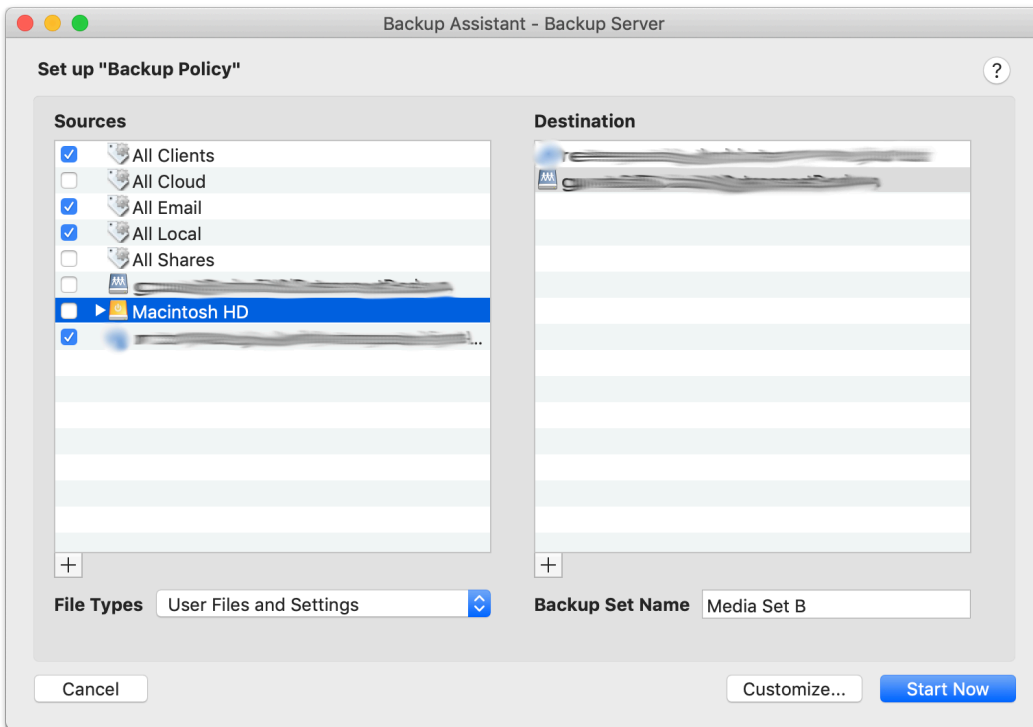 Backup Assistant - Backup Server
Set up "Backup Policy"
?
Sources
All Clients
All Cloud
All Email
All Local
All Shares
Macintosh HD
...
+
File Types
User Files and Settings
Destination
+
Backup Set Name
Media Set B
Cancel
Customize...
Start Now